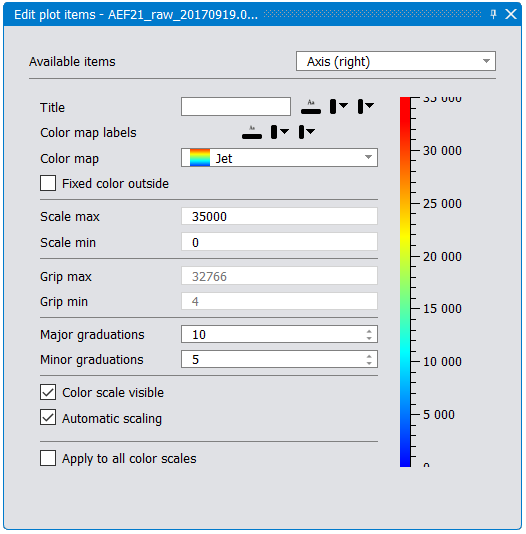 Edit plot items - AEF21_raw_20170919.0...
Available items
Axis (right)
Title
Aa
Color map labels
Aa
Color map
Jet
Fixed color outside
Scale max
35000
Scale min
0
Grip max
32766
Grip min
4
Major graduations
10
Minor graduations
5
Color scale visible
Automatic scaling
Apply to all color scales
35 000
30 000
25 000
20 000
15 000
10 000
5 000
0